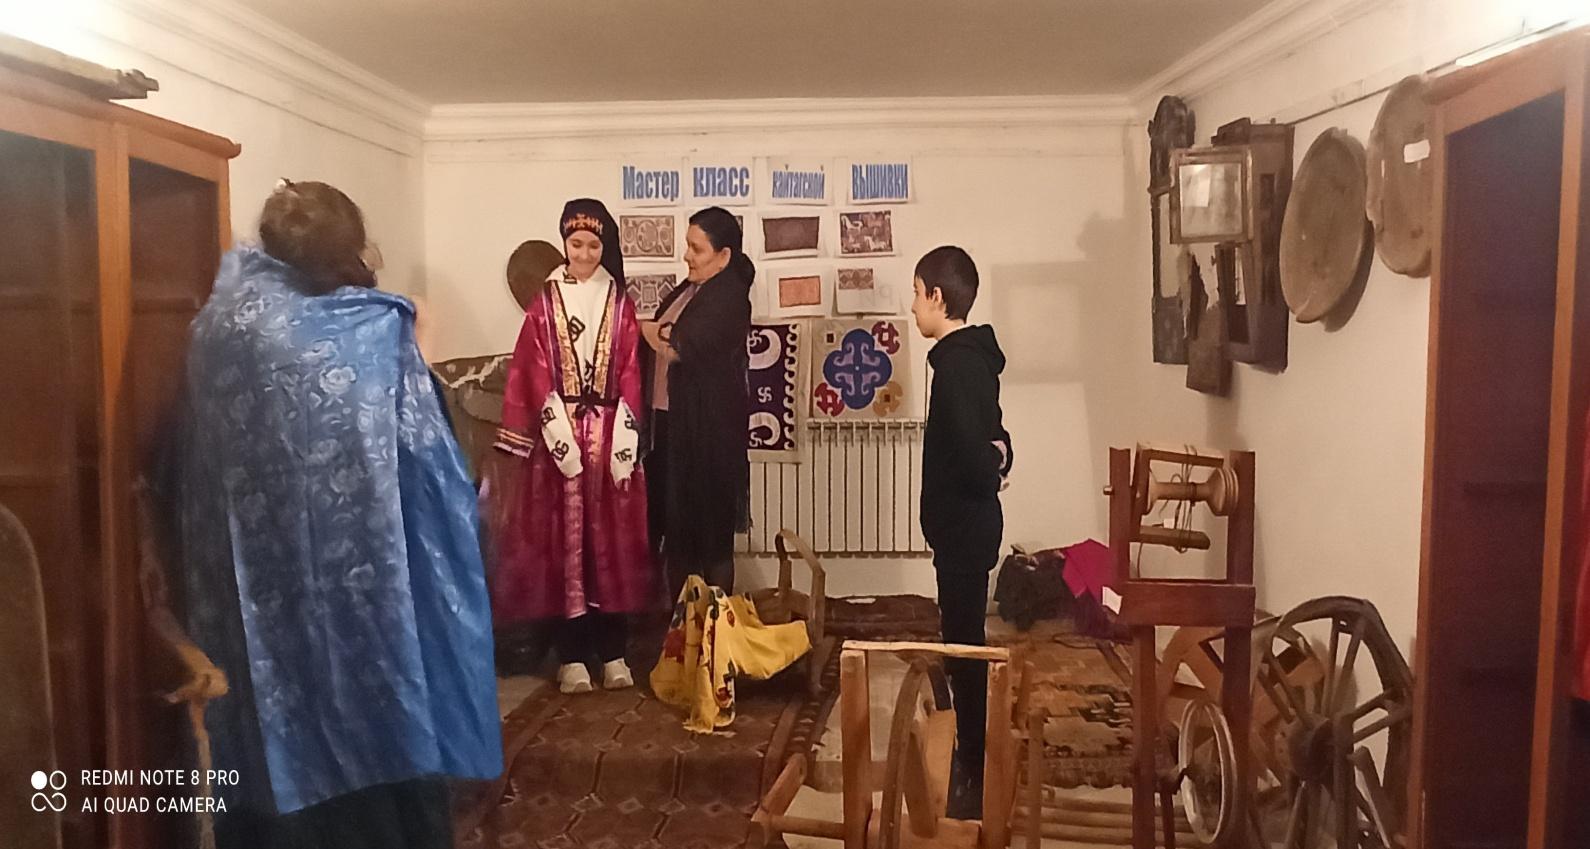 Мастер класс кайтагской вышивки
REDMI NOTE 8 PRO
AI QUAD CAMERA